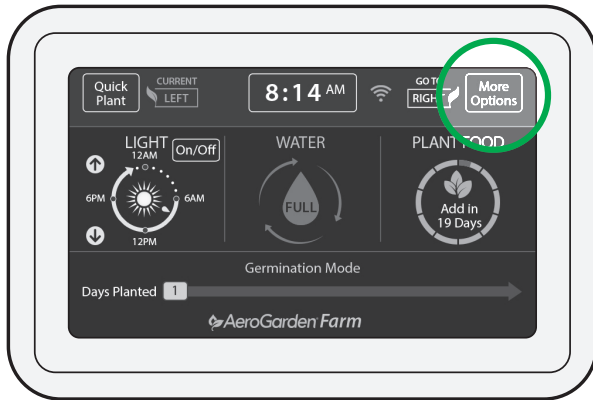 Quick
Plant
CURRENT
LEFT
8:14 AM
GO TO
RIGHT
More
Options
LIGHT
On/Off
12AM
6PM
6AM
12PM
WATER
FULL
PLANT FOOD
Add in
19 Days
Germination Mode
Days Planted 1
AeroGarden Farm